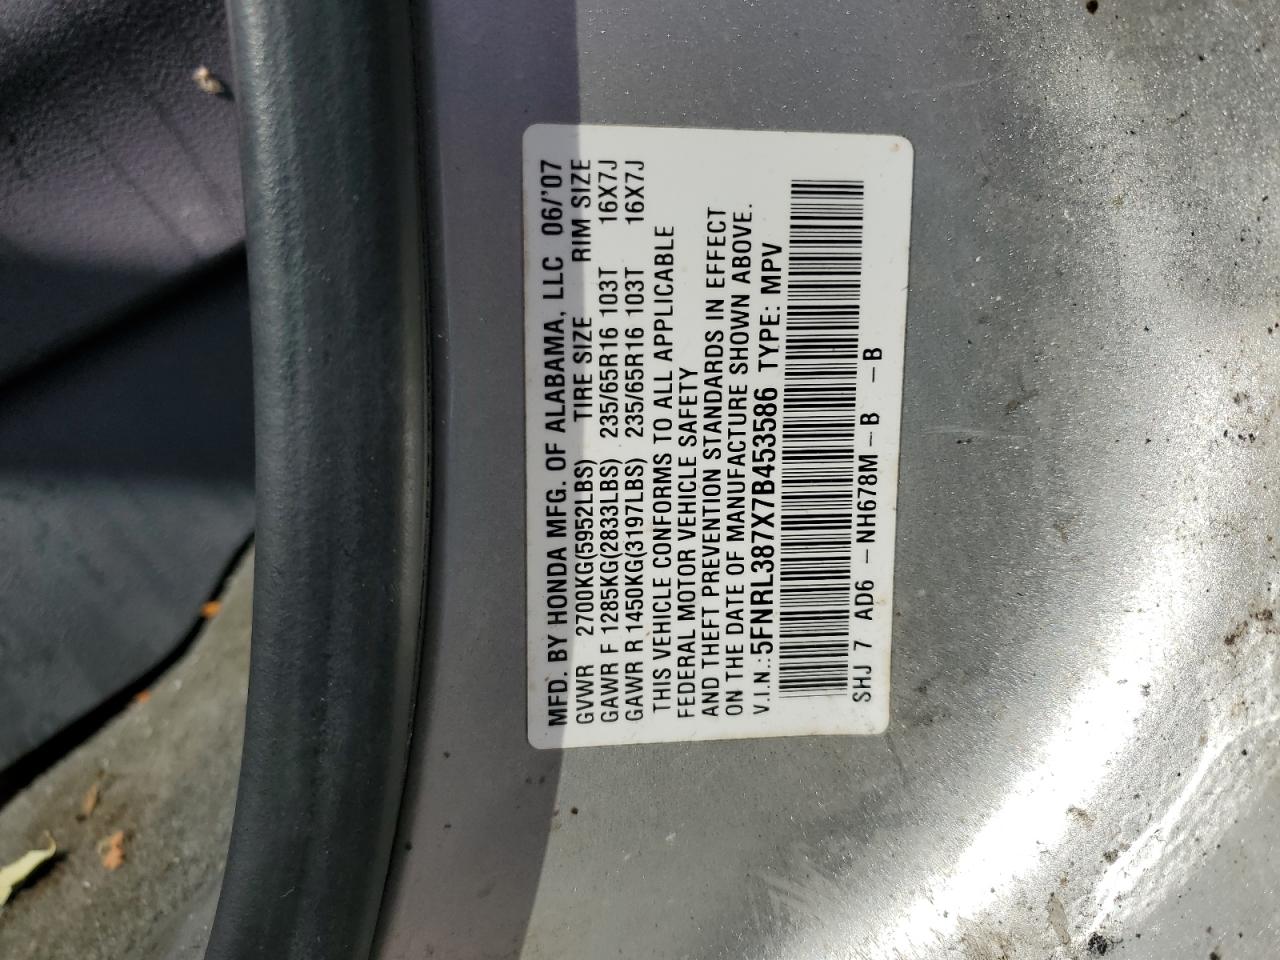 MFD. BY HONDA MFG. OF ALABAMA, LLC 06/'07
GVWR 2700KG(5952LBS) TIRE SIZE RIM SIZE
GAWR F 1285KG(2833LBS) 235/65R16 103T 16X7J
GAWR R 1450KG(3197LBS) 235/65R16 103T 16X7J
THIS VEHICLE CONFORMS TO ALL APPLICABLE
FEDERAL MOTOR VEHICLE SAFETY
AND THEFT PREVENTION STANDARDS IN EFFECT
ON THE DATE OF MANUFACTURE SHOWN ABOVE.
V.I.N.:5FNRL387X7B453586 TYPE: MPV
SHJ 7 AD6 -NH678M-B -B